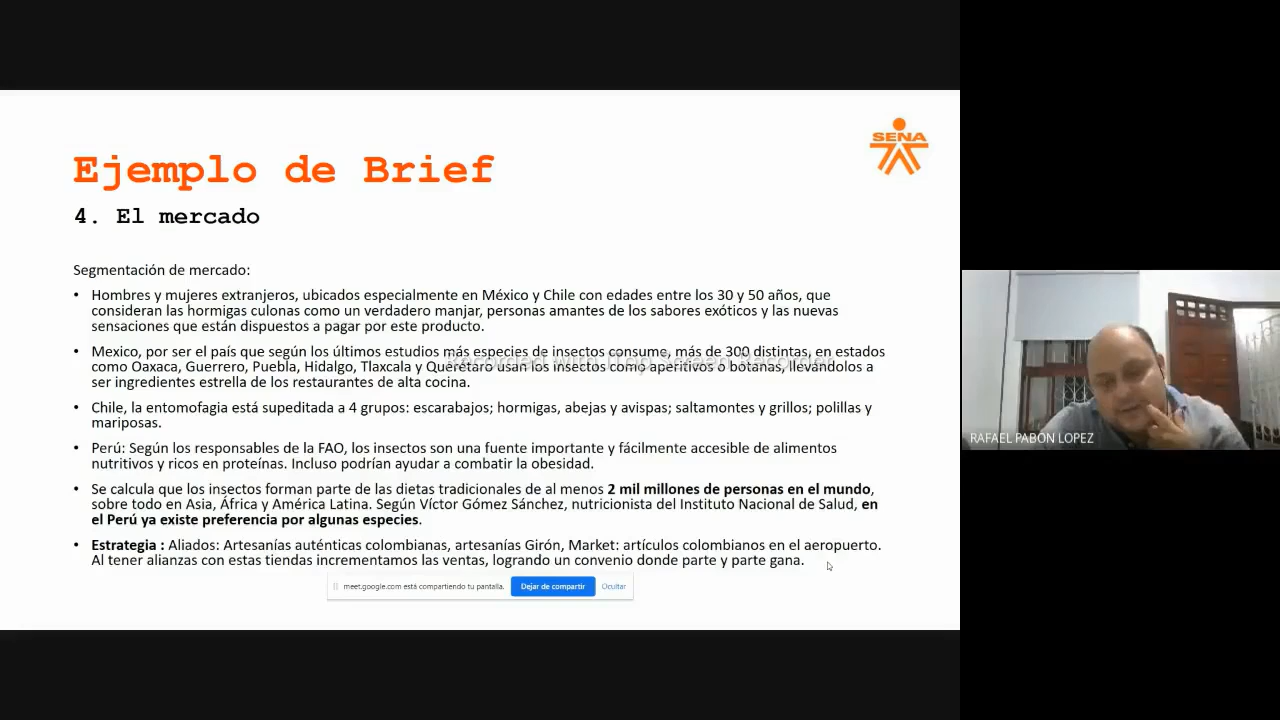 SENA
Ejemplo de Brief
4. El mercado
Segmentación de mercado:
• Hombres y mujeres extranjeros, ubicados especialmente en México y Chile con edades entre los 30 y 50 años, que
consideran las hormigas culonas como un verdadero manjar, personas amantes de los sabores exóticos y las nuevas
sensaciones que están dispuestos a pagar por este producto.
• Mexico, por ser el país que según los últimos estudios más especies de insectos consume, más de 300 distintas, en estados
como Oaxaca, Guerrero, Puebla, Hidalgo, Tlaxcala y Querétaro usan los insectos como aperitivos o botanas, llevándolos a
ser ingredientes estrella de los restaurantes de alta cocina.
Recorded with iTop Screen Recorder
• Chile, la entomofagia está supeditada a 4 grupos: escarabajos; hormigas, abejas y avispas; saltamontes y grillos; polillas y
mariposas.
• Perú: Según los responsables de la FAO, los insectos son una fuente importante y fácilmente accesible de alimentos
nutritivos y ricos en proteínas. Incluso podrían ayudar a combatir la obesidad.
• Se calcula que los insectos forman parte de las dietas tradicionales de al menos 2 mil millones de personas en el mundo,
sobre todo en Asia, África y América Latina. Según Víctor Gómez Sánchez, nutricionista del Instituto Nacional de Salud, en
el Perú ya existe preferencia por algunas especies.
• Estrategia : Aliados: Artesanías auténticas colombianas, artesanías Girón, Market: artículos colombianos en el aeropuerto.
Al tener alianzas con estas tiendas incrementamos las ventas, logrando un convenio donde parte y parte gana.
meet.google.com está compartiendo tu pantalla.
Dejar de compartir
Ocultar
RAFAEL PABON LOPEZ